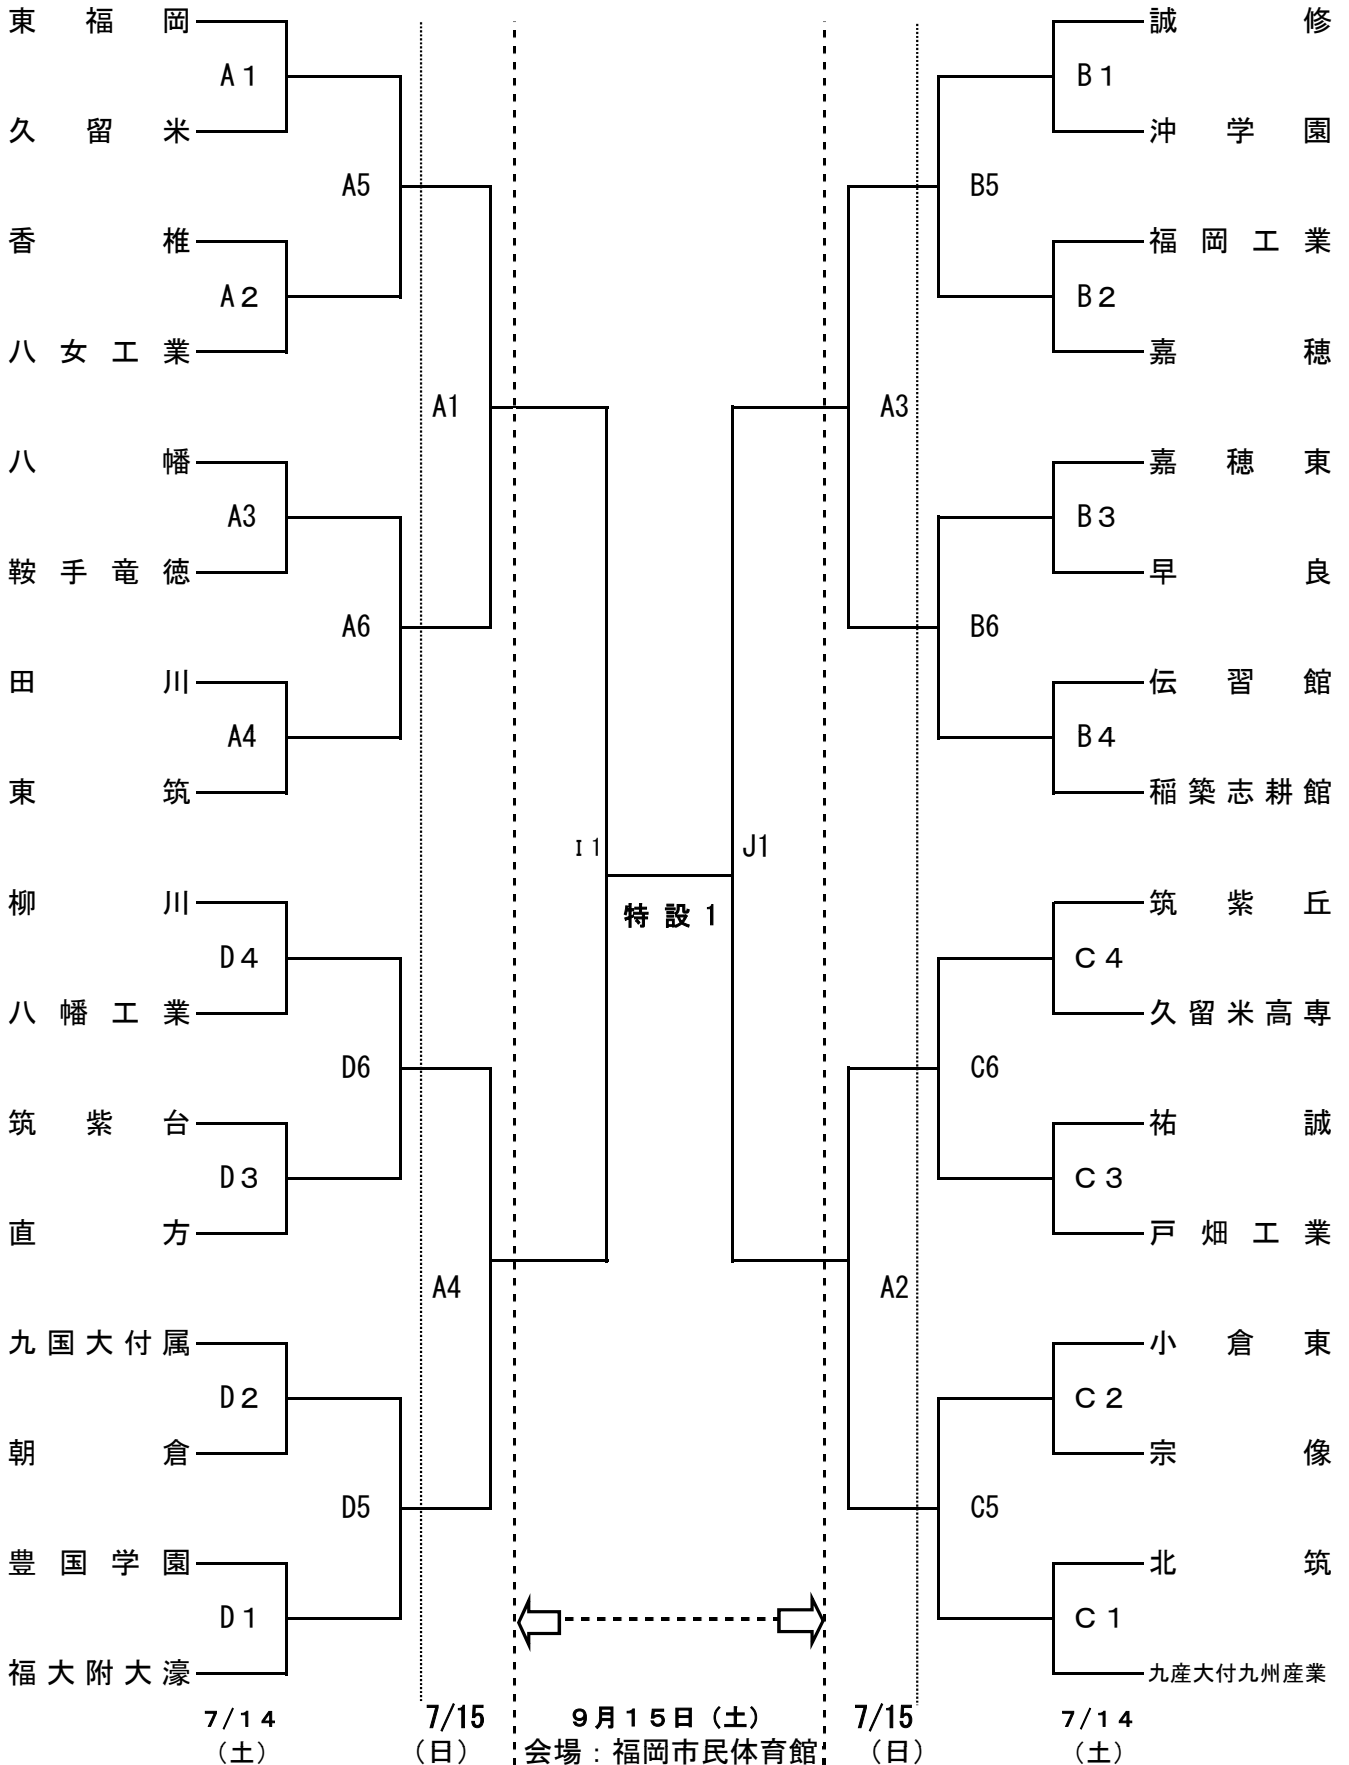 東福岡 誠修
A1 B1
久留米 沖学園
A5 B5
香椎 福岡工業
A2 B2
八女工業 嘉穂
A1 A3
八幡 嘉穂東
A3 B3
鞍手竜徳 早良
A6 B6
田川 伝習館
A4 B4
東筑 稲築志耕館
I1 J1
柳川 特設1 筑紫丘
D4 C4
八幡工業 久留米高専
D6 C6
筑紫台 祐誠
D3 C3
直方 戸畑工業
A4 A2
九国大付属 小倉東
D2 C2
朝倉 宗像
D5 C5
豊国学園 北筑
D1 C1
福大附大濠 九産大付九州産業
7/14 7/15 9月15日（土） 7/15 7/14
（土） （日） 会場：福岡市民体育館 （日） （土）